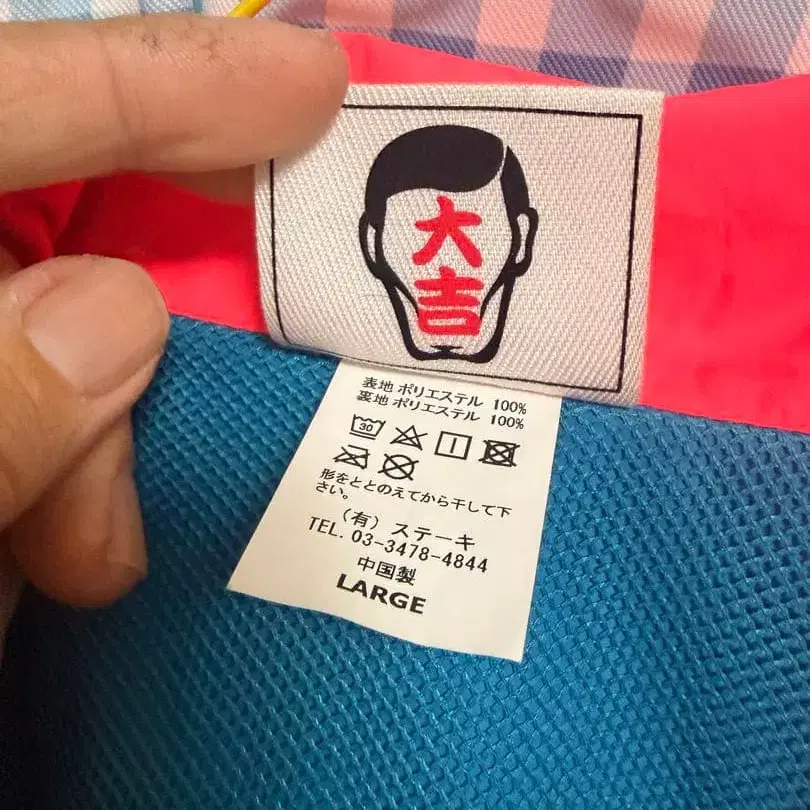 大
吉
表地 ポリエステル 100%
裏地 ポリエステル 100%
30
形をととのえてから干して下
さい。
(有) ステーキ
TEL. 03-3478-4844
中国製
LARGE